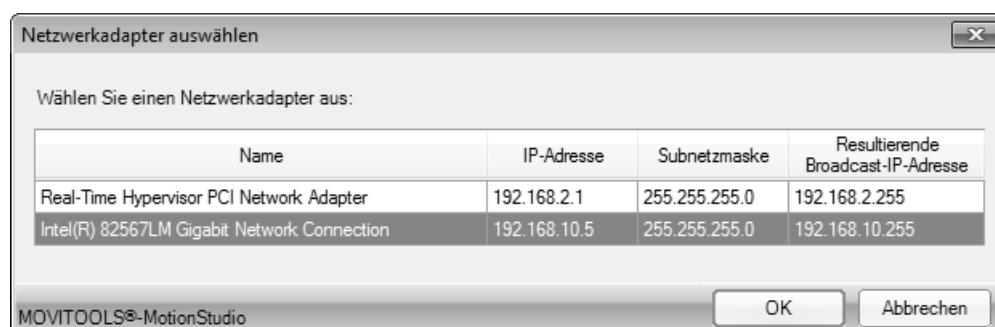 Netzwerkadapter auswählen
Wählen Sie einen Netzwerkadapter aus:
Name IP-Adresse Subnetzmaske Resultierende Broadcast-IP-Adresse
Real-Time Hypervisor PCI Network Adapter 192.168.2.1 255.255.255.0 192.168.2.255
Intel(R) 82567LM Gigabit Network Connection 192.168.10.5 255.255.255.0 192.168.10.255
OK Abbrechen
MOVITOOLS®-MotionStudio